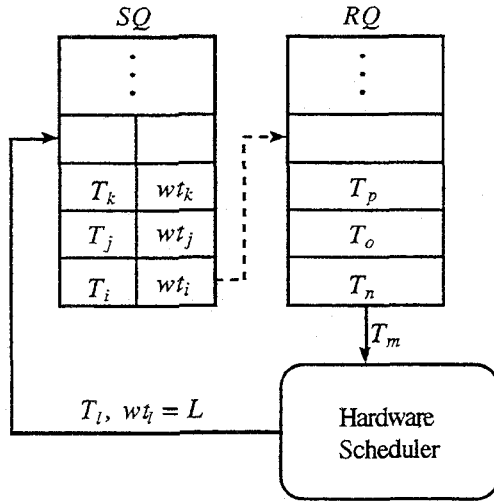 SQ RQ
T_k wt_k T_p
T_j wt_j T_o
T_i wt_i T_n
T_m
T_l, wt_l = L
Hardware
Scheduler